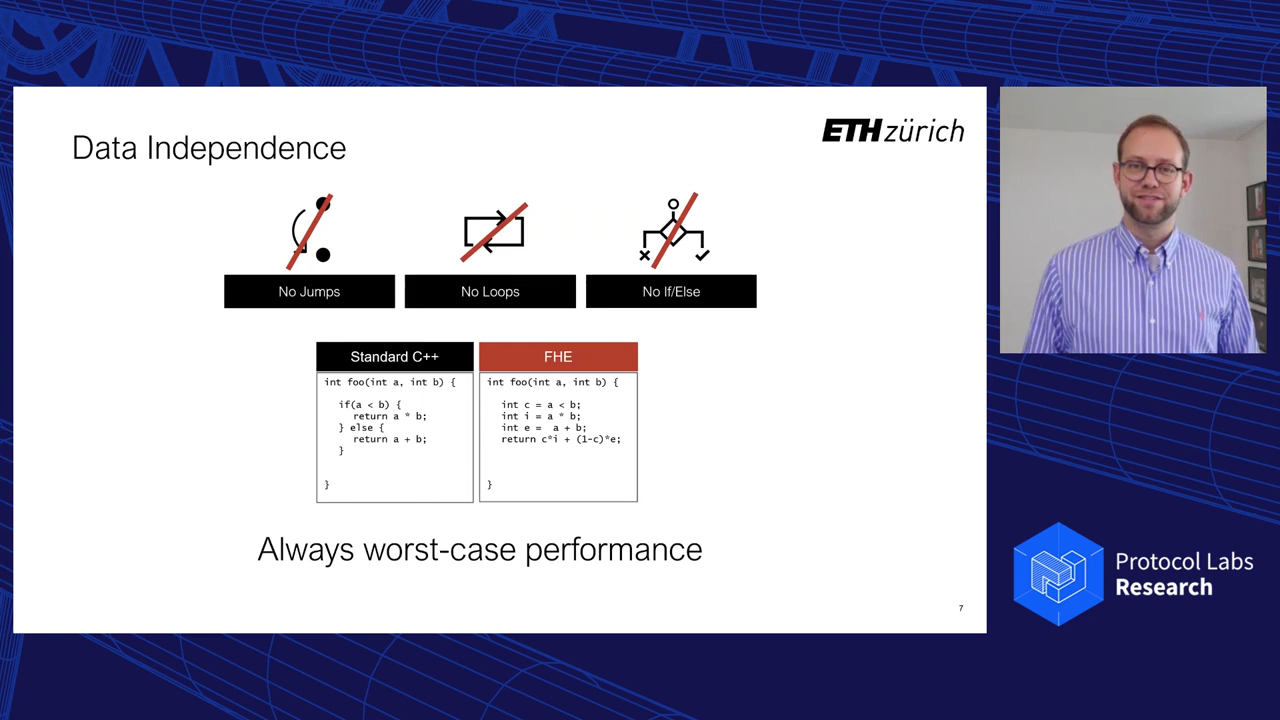 Data Independence
ETH zürich
No Jumps
No Loops
No If/Else
Standard C++
FHE
int foo(int a, int b) {
if(a < b) {
return a * b;
} else {
return a + b;
}
}
int foo(int a, int b) {
int c = a < b;
int i = a * b;
int e =  a + b;
return c*i + (1-c)*e;
}
Always worst-case performance
7
Protocol Labs
Research